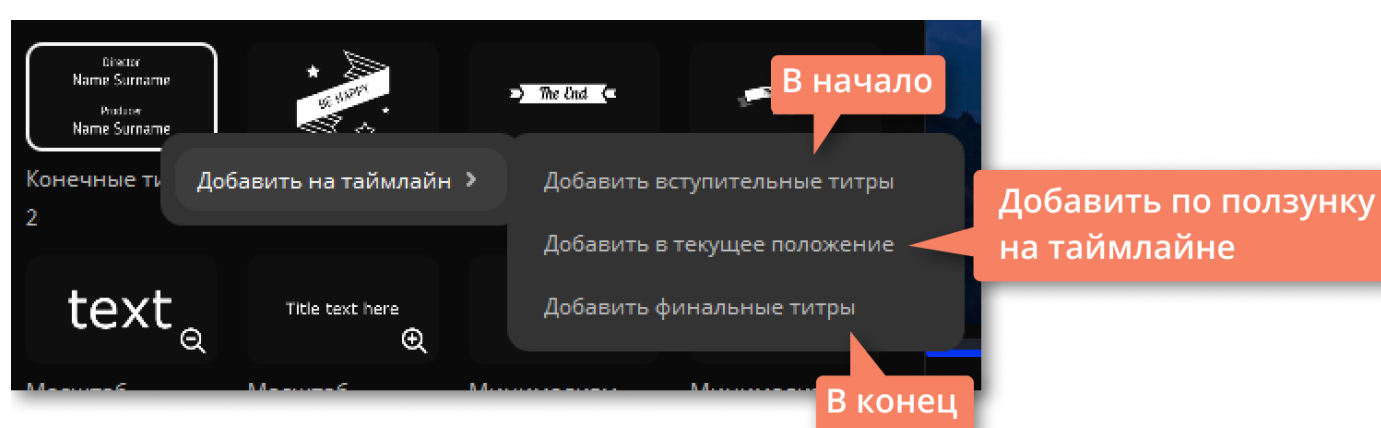 Director
Name Surname
Producer
Name Surname
BE HAPPY
The End
В начало
Конечные ти
2
Добавить на таймлайн
Добавить вступительные титры
Добавить в текущее положение
Добавить финальные титры
Добавить по ползунку
на таймлайне
text
Title text here
В конец